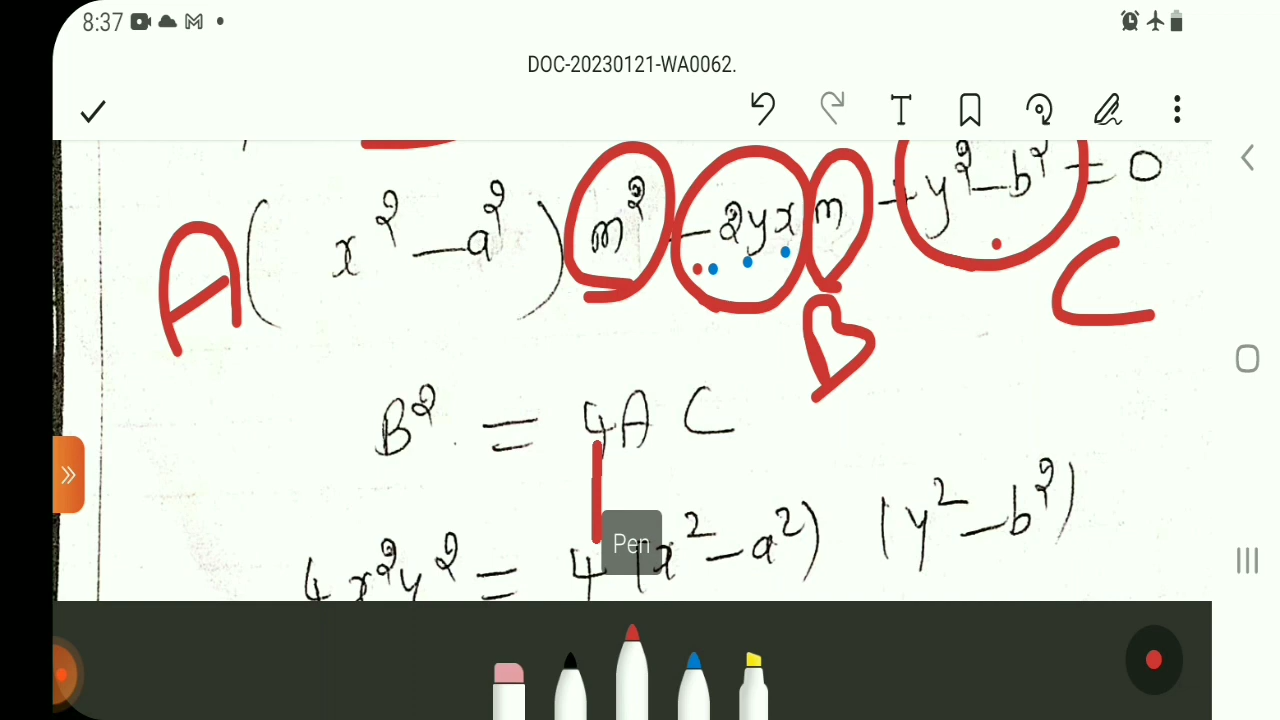 8:37
DOC-20230121-WA0062.
T
A (x² - a²) m² - 2yx m + y² - b² = 0
B C
B² = 4AC
4x²y² = 4(x² - a²) (y² - b²)
Pen